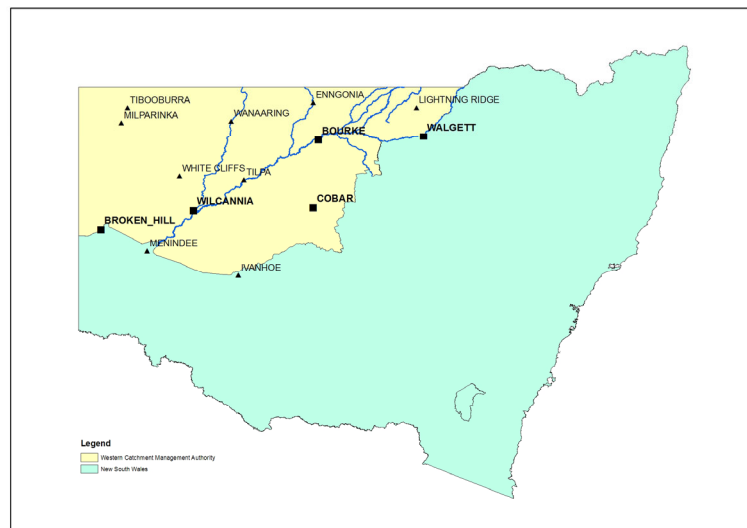 ENNGONIA
TIBOOBURRA
LIGHTNING RIDGE
MILPARINKA
WANAARING
BOURKE
WALGETT
WHITE CLIFFS
TILPA
WILCANNIA
COBAR
BROKEN_HILL
MENINDEE
IVANHOE
Legend
Western Catchment Management Authority
New South Wales